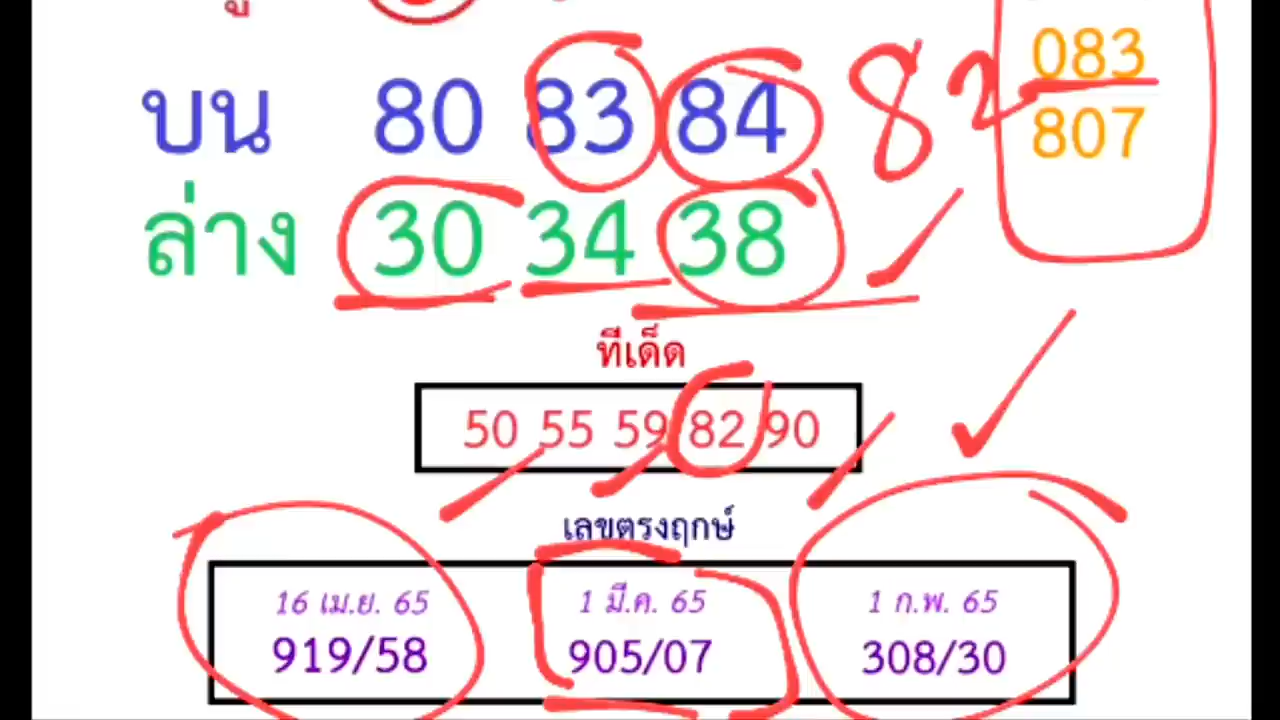 บน 80 83 84 82
083
807
ล่าง 30 34 38
ทีเด็ด
50 55 59 82 90
เลขตรงฤกษ์
16 เม.ย. 65
919/58
1 มี.ค. 65
905/07
1 ก.พ. 65
308/30